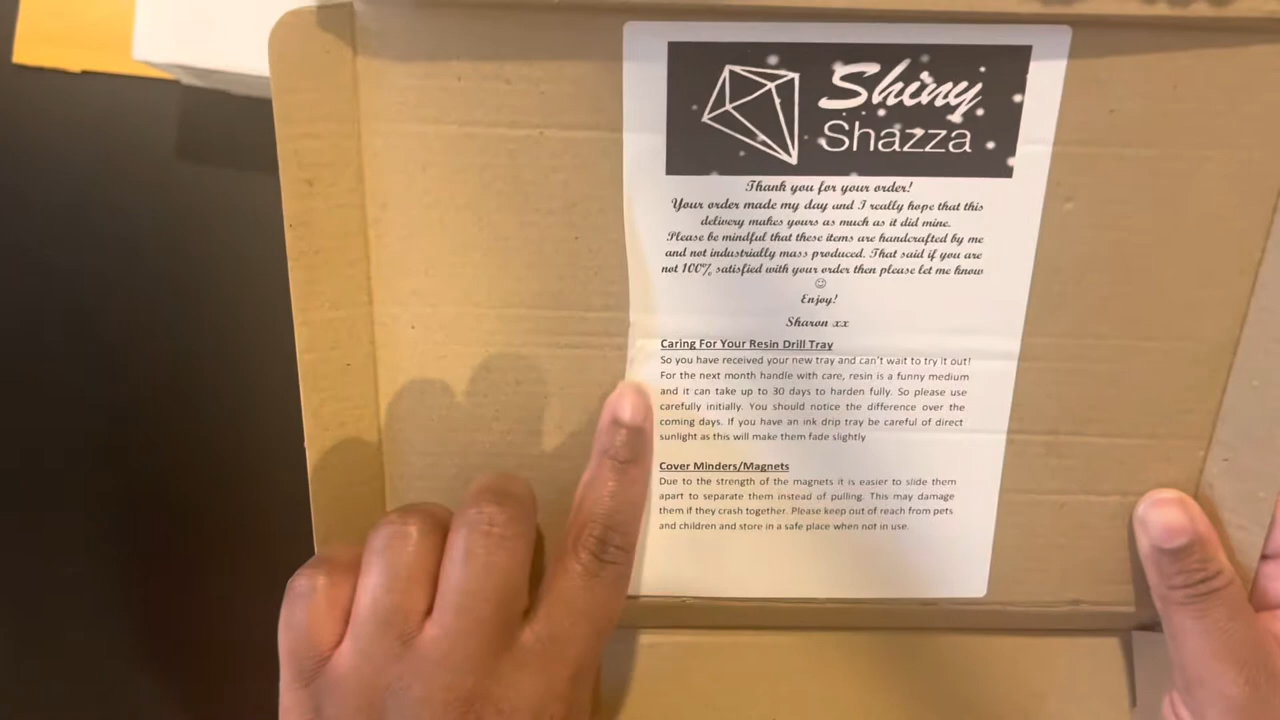 Shiny
Shazza
Thank you for your order!
Your order made my day and I really hope that this
delivery makes yours as much as it did mine.
Please be mindful that these items are handcrafted by me
and not industrially mass produced. That said if you are
not 100% satisfied with your order then please let me know
☺
Enjoy!
Sharon xx
Caring For Your Resin Drill Tray
So you have received your new tray and can't wait to try it out!
For the next month handle with care, resin is a funny medium
and it can take up to 30 days to harden fully. So please use
carefully initially. You should notice the difference over the
coming days. If you have an ink drip tray be careful of direct
sunlight as this will make them fade slightly
Cover Minders/Magnets
Due to the strength of the magnets it is easier to slide them
apart to separate them instead of pulling. This may damage
them if they crash together. Please keep out of reach from pets
and children and store in a safe place when not in use.